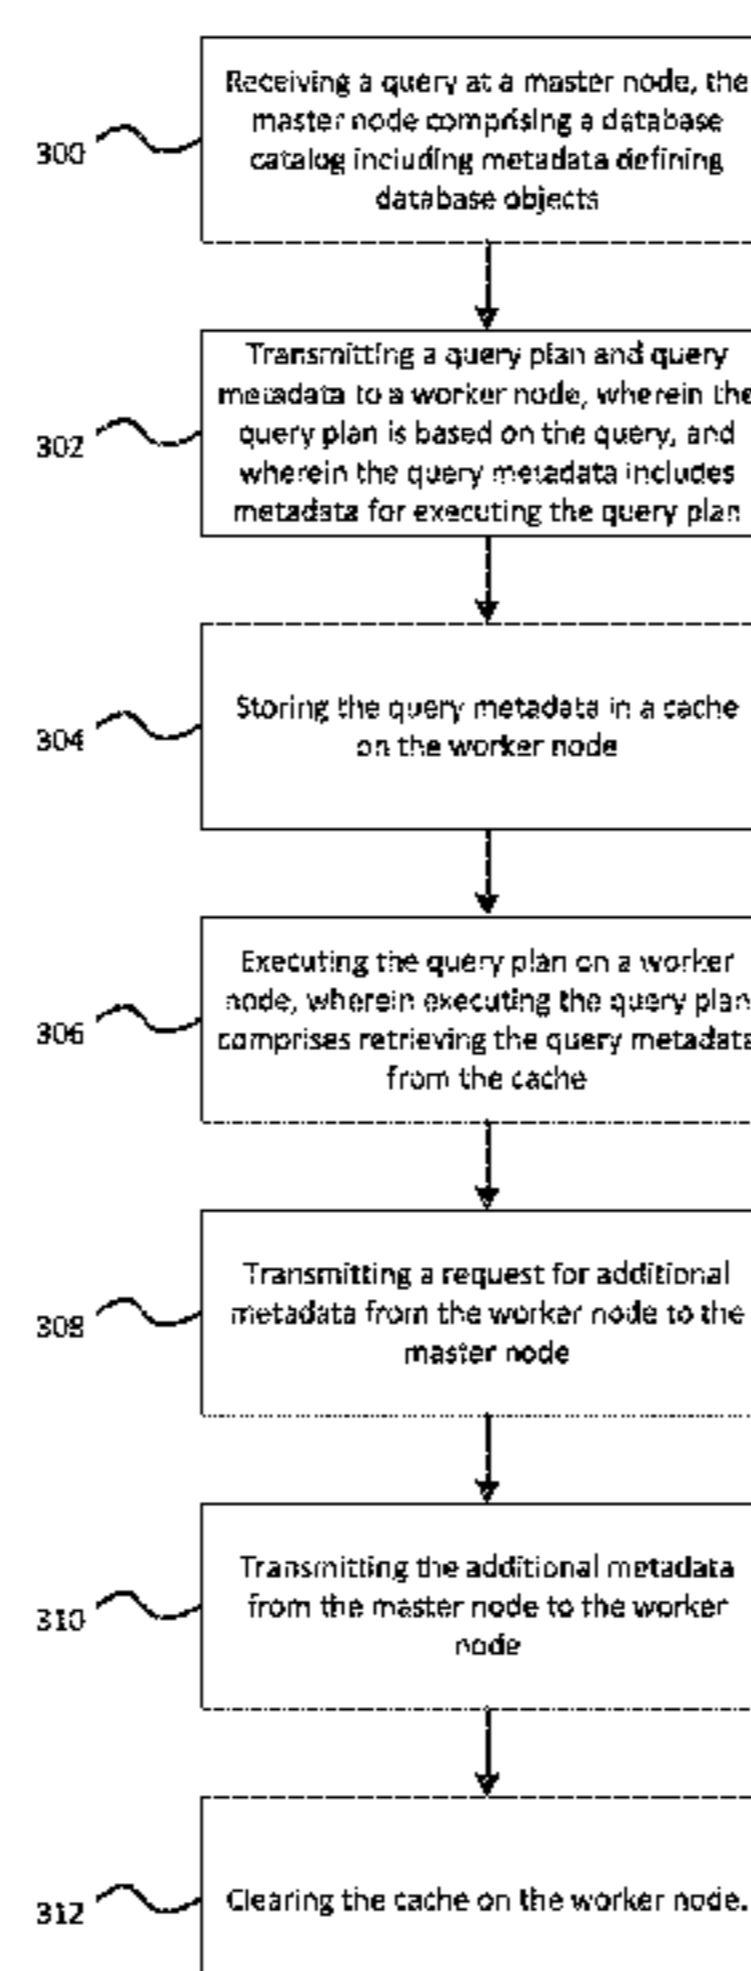 Receiving a query at a master node, the
master node comprising a database
catalog including metadata defining
database objects
300
Transmitting a query plan and query
metadata to a worker node, wherein the
query plan is based on the query, and
wherein the query metadata includes
metadata for executing the query plan
302
Storing the query metadata in a cache
on the worker node
304
Executing the query plan on a worker
node, wherein executing the query plan
comprises retrieving the query metadata
from the cache
306
Transmitting a request for additional
metadata from the worker node to the
master node
308
Transmitting the additional metadata
from the master node to the worker
node
310
Clearing the cache on the worker node.
312